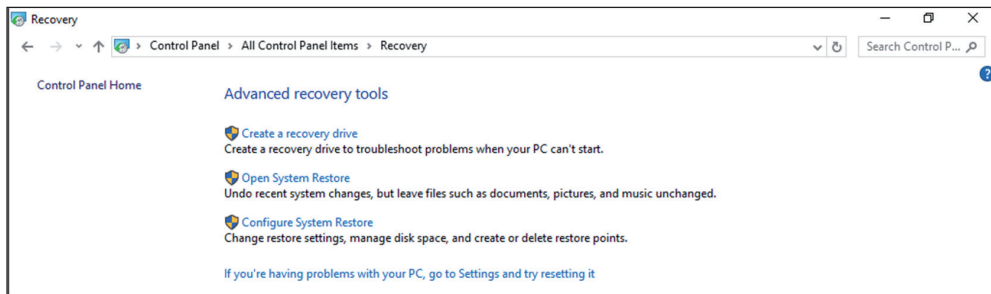 Recovery
Control Panel > All Control Panel Items > Recovery
Search Control P...
Control Panel Home
Advanced recovery tools
Create a recovery drive
Create a recovery drive to troubleshoot problems when your PC can't start.
Open System Restore
Undo recent system changes, but leave files such as documents, pictures, and music unchanged.
Configure System Restore
Change restore settings, manage disk space, and create or delete restore points.
If you're having problems with your PC, go to Settings and try resetting it